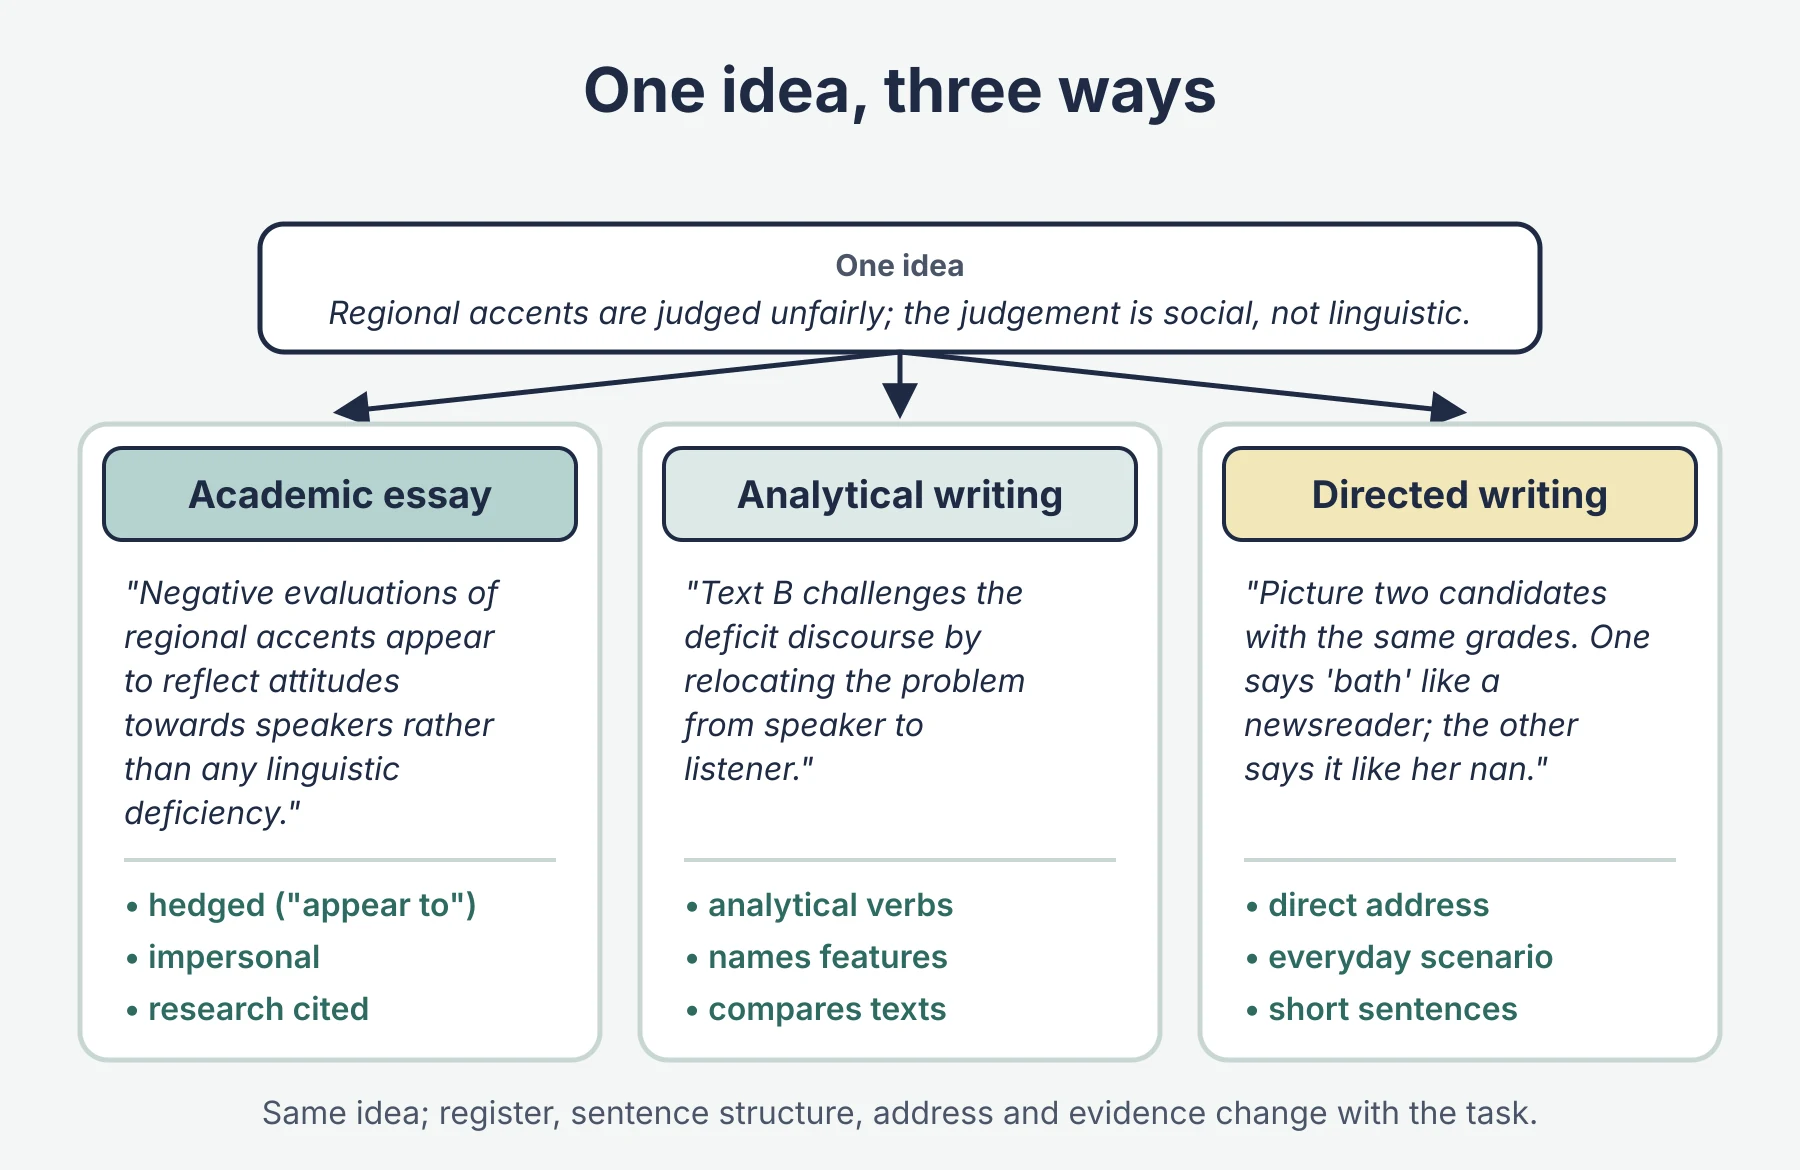 One idea, three ways
One idea
Regional accents are judged unfairly; the judgement is social, not linguistic.
Academic essay
"Negative evaluations of
regional accents appear
to reflect attitudes
towards speakers rather
than any linguistic
deficiency."
• hedged ("appear to")
• impersonal
• research cited
Analytical writing
"Text B challenges the
deficit discourse by
relocating the problem
from speaker to
listener."
• analytical verbs
• names features
• compares texts
Directed writing
"Picture two candidates
with the same grades. One
says 'bath' like a
newsreader; the other
says it like her nan."
• direct address
• everyday scenario
• short sentences
Same idea; register, sentence structure, address and evidence change with the task.